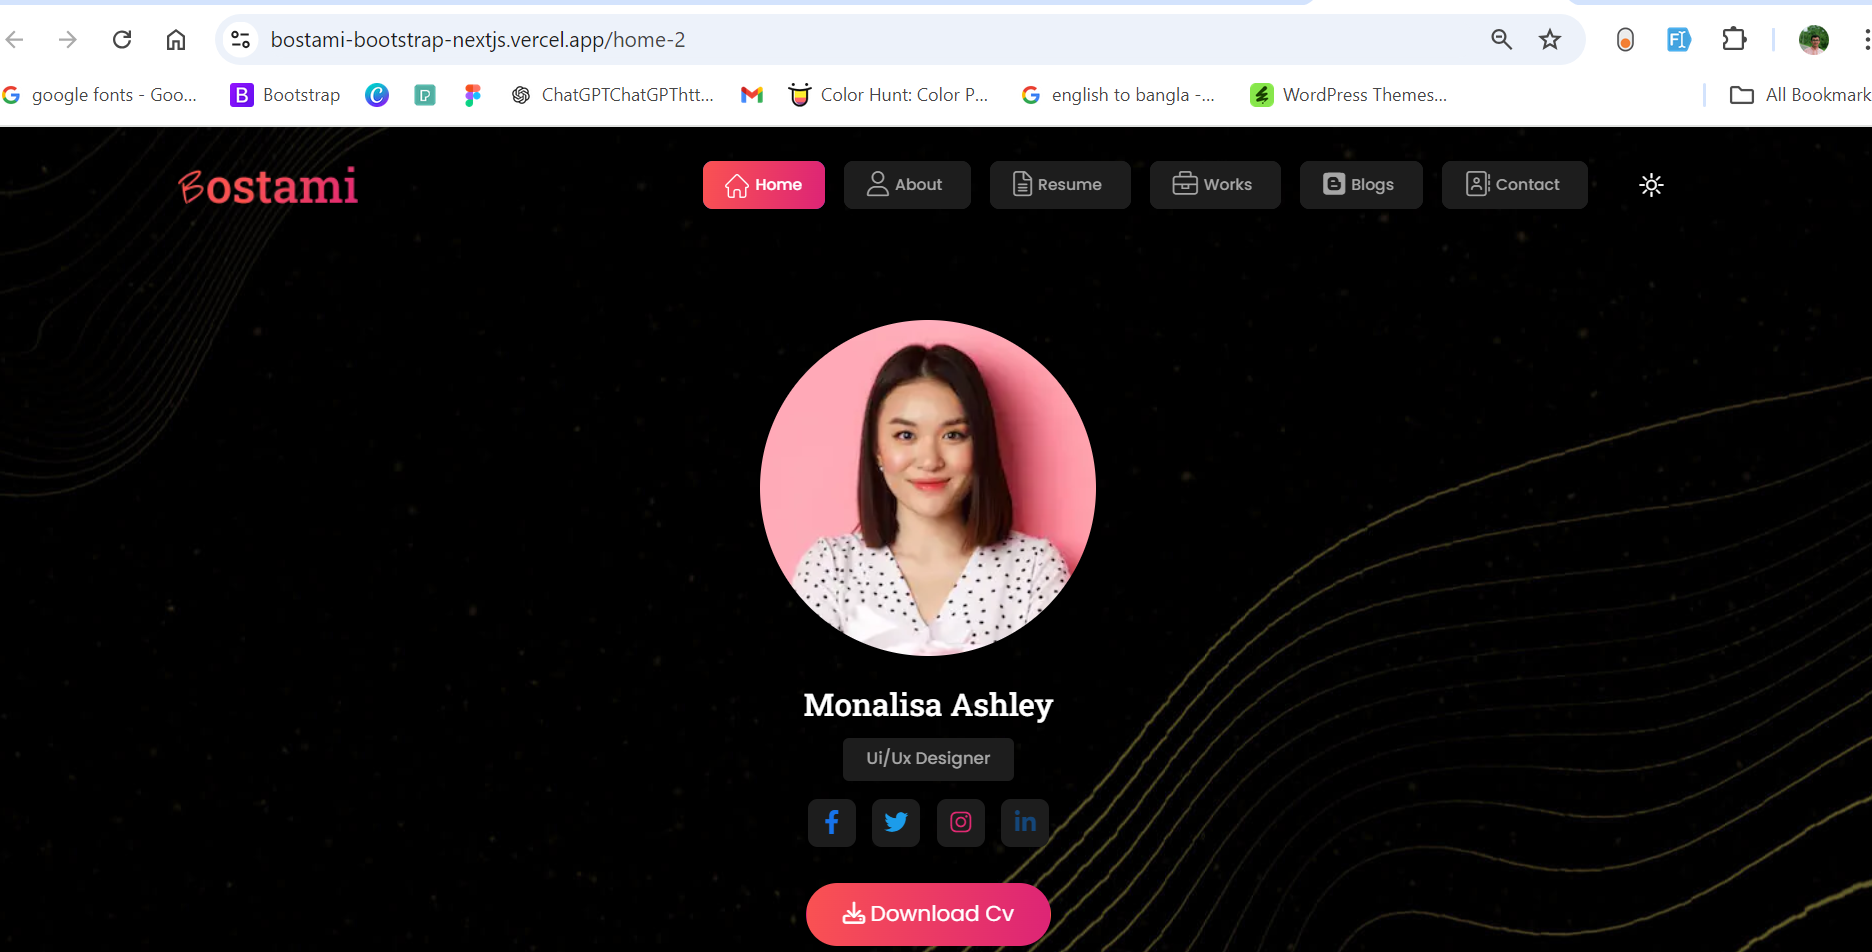 bostami-bootstrap-nextjs.vercel.app/home-2
google fonts - Goo... Bootstrap ChatGPTChatGPThtt... Color Hunt: Color P... english to bangla -... WordPress Themes... All Bookmark
Bostami Home About Resume Works Blogs Contact
Monalisa Ashley
Ui/Ux Designer
Download Cv